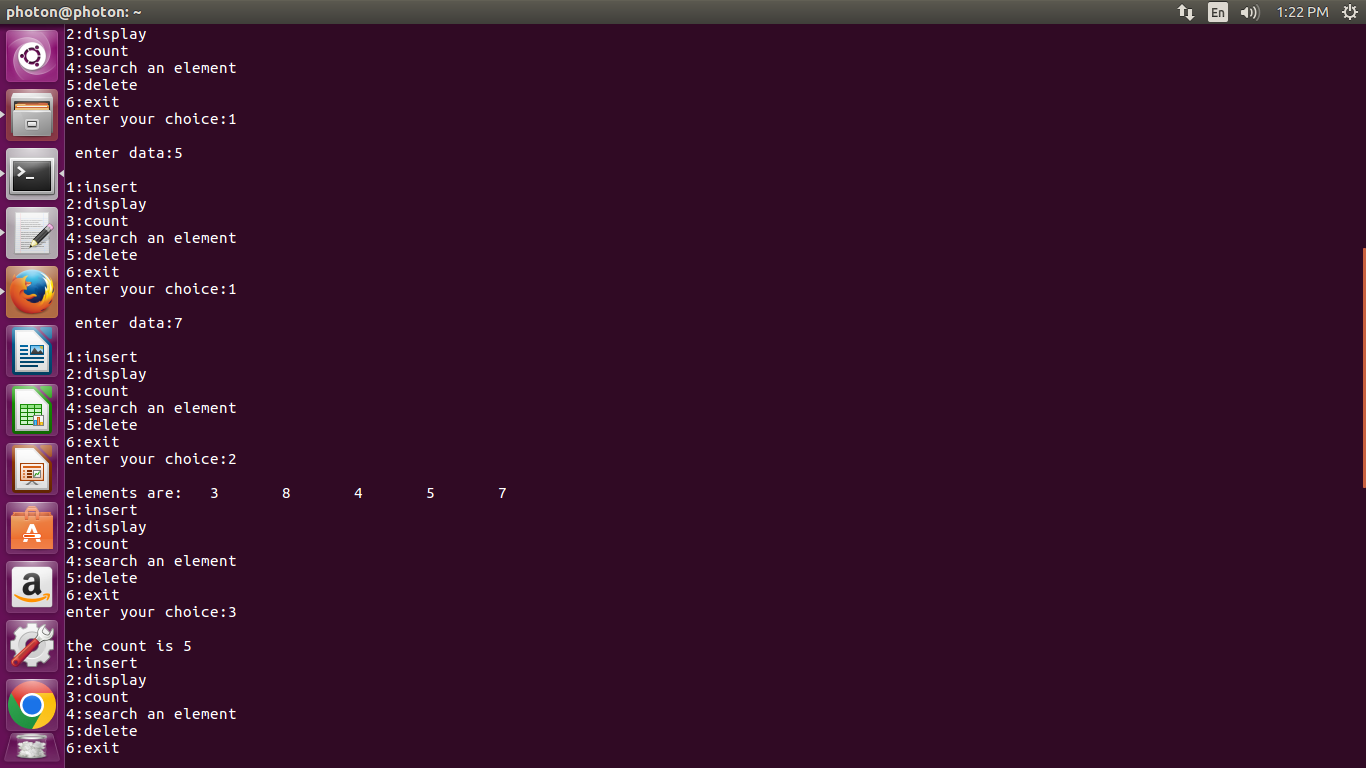 photon@photon: ~
En
1:22 PM
2:display
3:count
4:search an element
5:delete
6:exit
enter your choice:1
enter data:5
1:insert
2:display
3:count
4:search an element
5:delete
6:exit
enter your choice:1
enter data:7
1:insert
2:display
3:count
4:search an element
5:delete
6:exit
enter your choice:2
elements are: 3 8 4 5 7
1:insert
2:display
3:count
4:search an element
5:delete
6:exit
enter your choice:3
the count is 5
1:insert
2:display
3:count
4:search an element
5:delete
6:exit